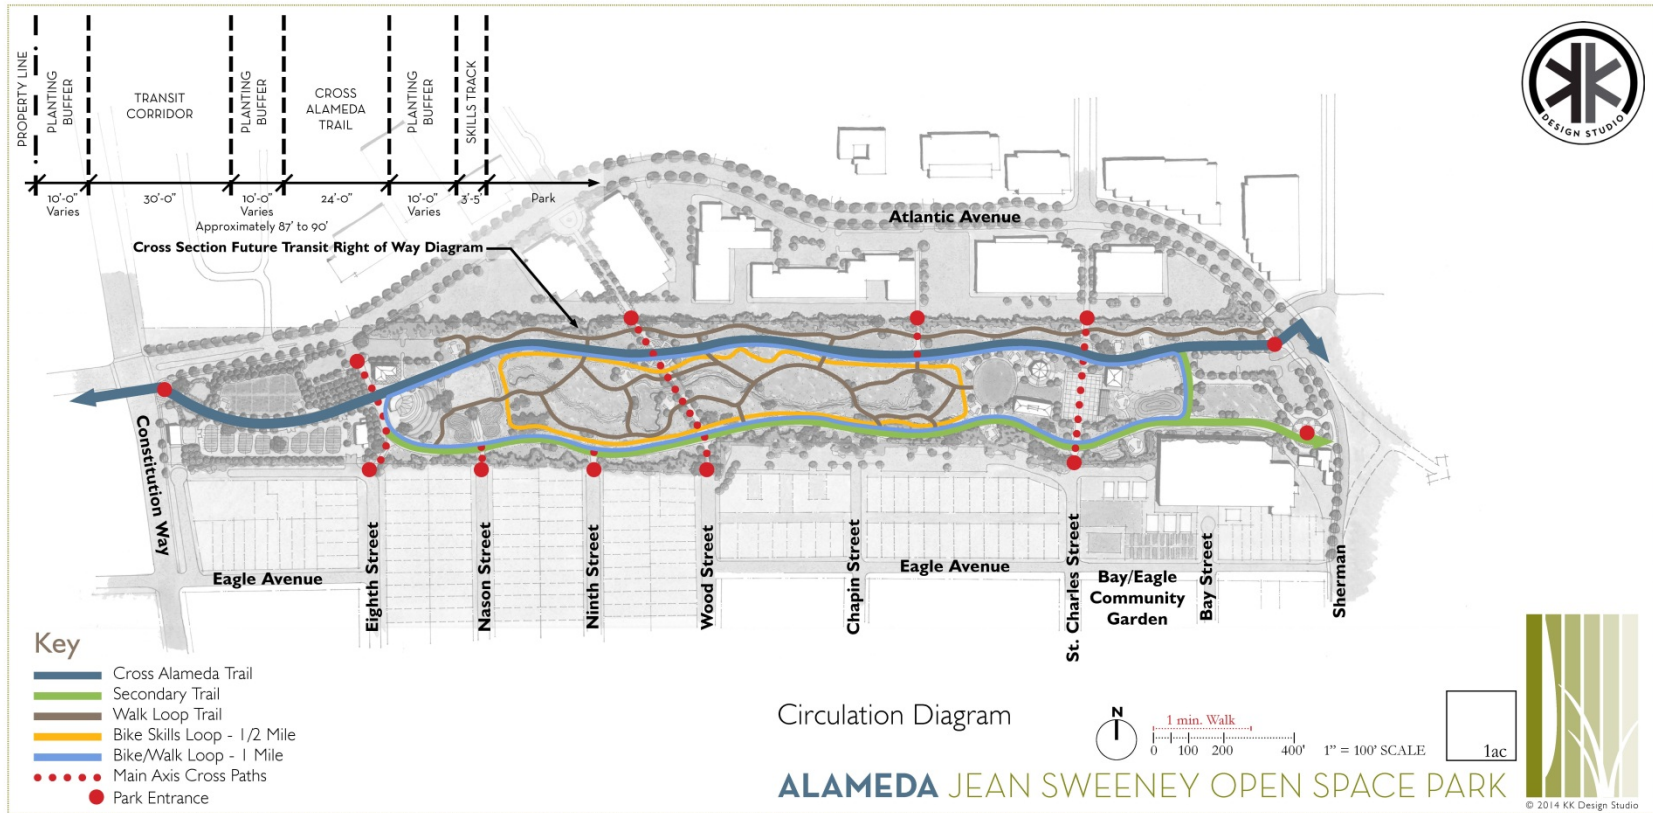 PROPERTY LINE
PLANTING
BUFFER
TRANSIT
CORRIDOR
PLANTING
BUFFER
CROSS
ALAMEDA
TRAIL
PLANTING
BUFFER
SKILLS TRACK
10'-0"
Varies
30'-0"
10'-0"
Varies
24'-0"
10'-0"
Varies
3'-5'
Park
Approximately 87' to 90'
Cross Section Future Transit Right of Way Diagram
DESIGN STUDIO
Atlantic Avenue
Constitution Way
Eagle Avenue
Eighth Street
Nason Street
Ninth Street
Wood Street
Chapin Street
Eagle Avenue
St. Charles Street
Bay/Eagle
Community
Garden
Bay Street
Sherman
Key
Cross Alameda Trail
Secondary Trail
Walk Loop Trail
Bike Skills Loop - 1/2 Mile
Bike/Walk Loop - 1 Mile
Main Axis Cross Paths
Park Entrance
Circulation Diagram
N
1 min. Walk
0 100 200 400'
1" = 100' SCALE
1ac
ALAMEDA JEAN SWEENEY OPEN SPACE PARK
© 2014 KK Design Studio